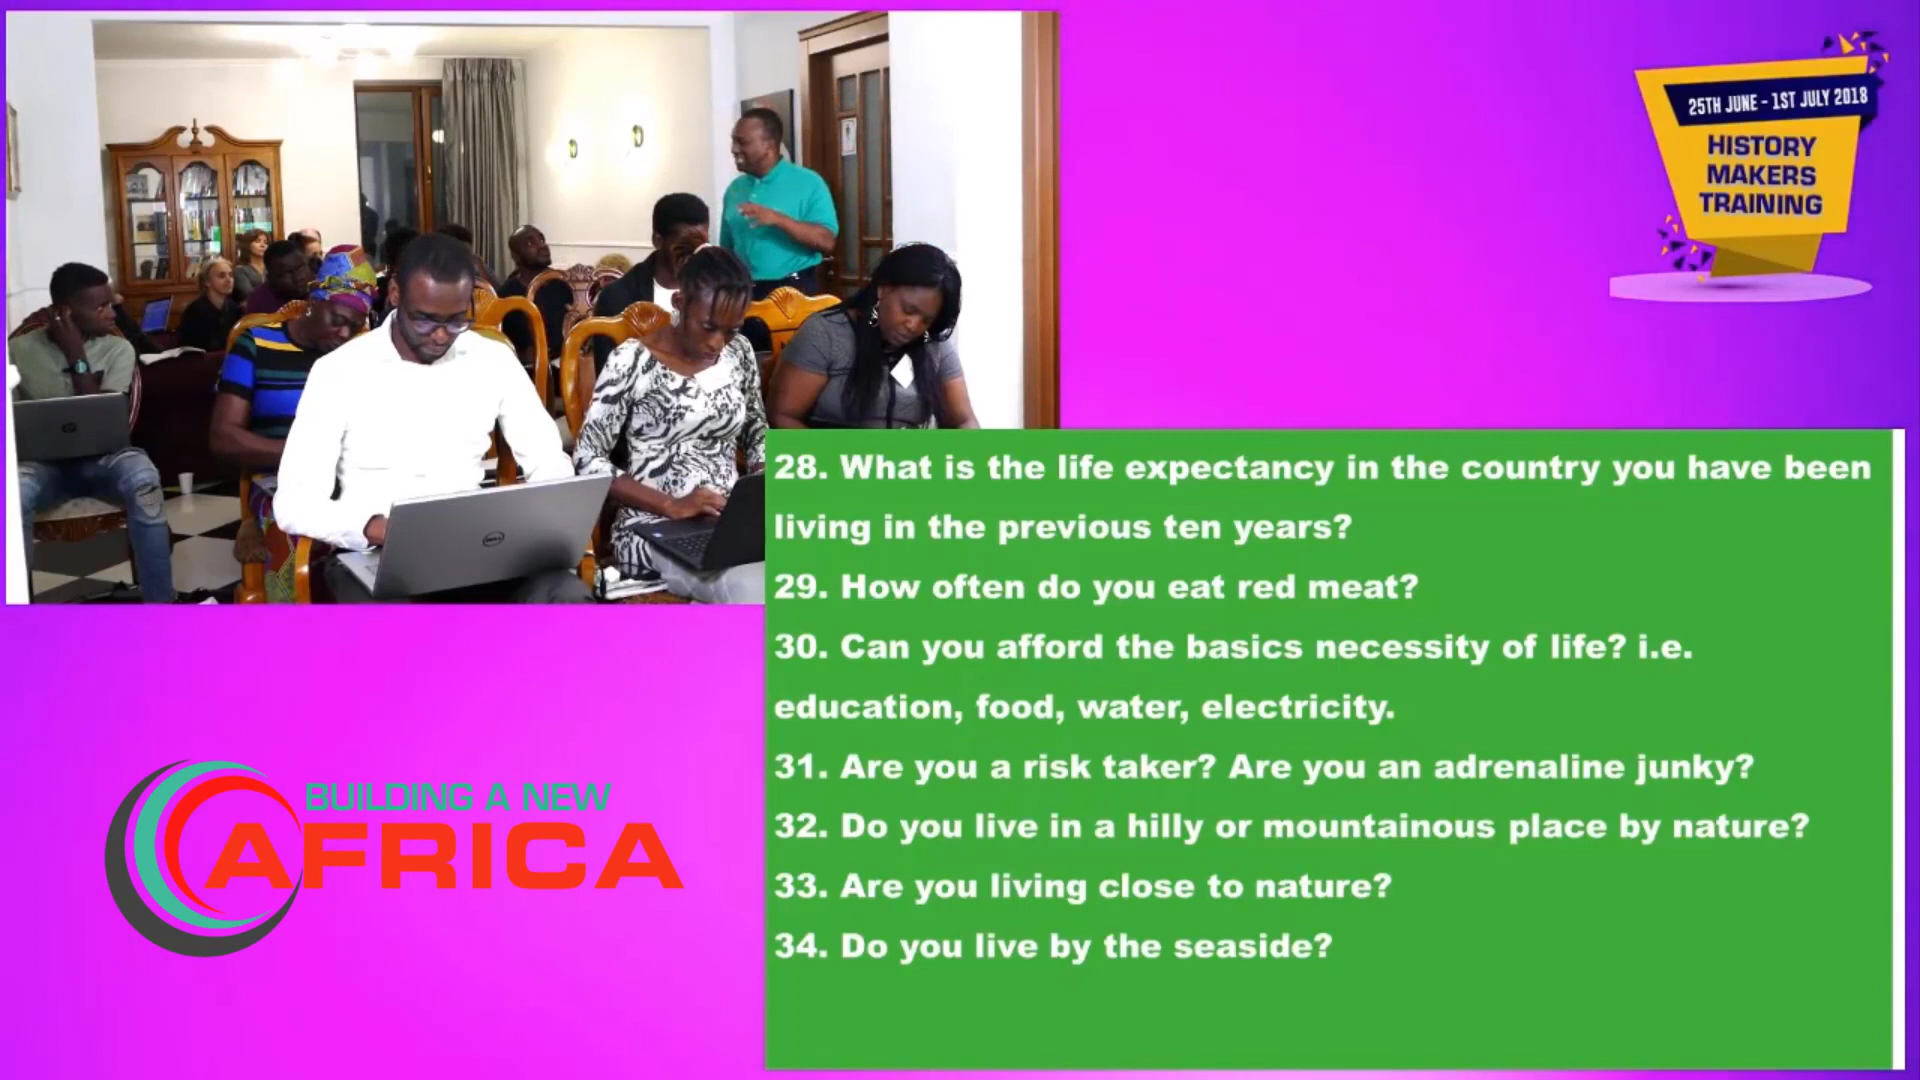 25TH JUNE - 1ST JULY 2018
HISTORY
MAKERS
TRAINING
28. What is the life expectancy in the country you have been
living in the previous ten years?
29. How often do you eat red meat?
30. Can you afford the basics necessity of life? i.e.
education, food, water, electricity.
31. Are you a risk taker? Are you an adrenaline junky?
32. Do you live in a hilly or mountainous place by nature?
33. Are you living close to nature?
34. Do you live by the seaside?
BUILDING A NEW
AFRICA
DELL